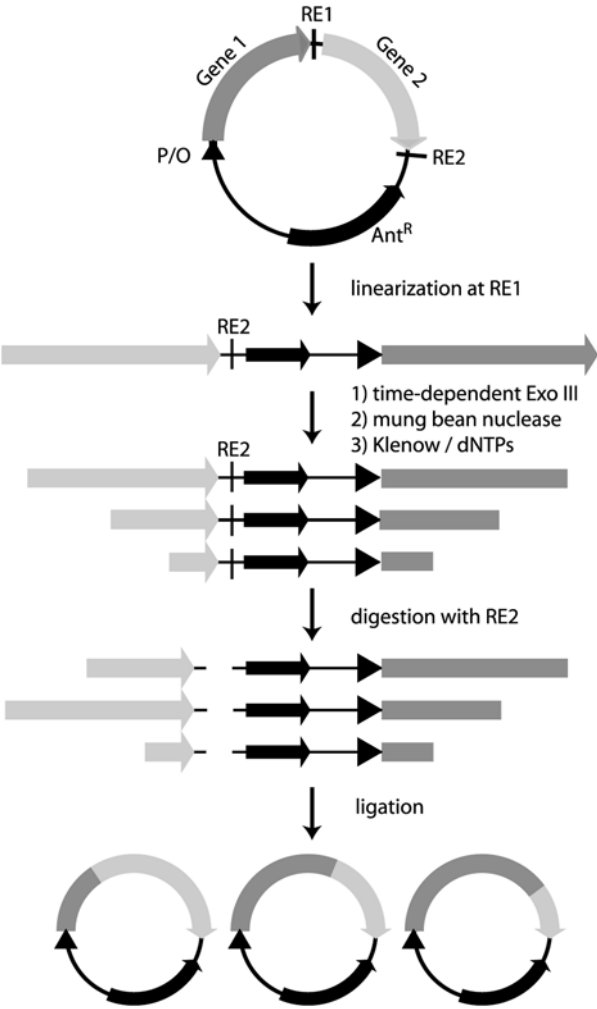 RE1
Gene 1
Gene 2
P/O
RE2
Ant^R
linearization at RE1
RE2
1) time-dependent Exo III
2) mung bean nuclease
3) Klenow / dNTPs
RE2
digestion with RE2
ligation